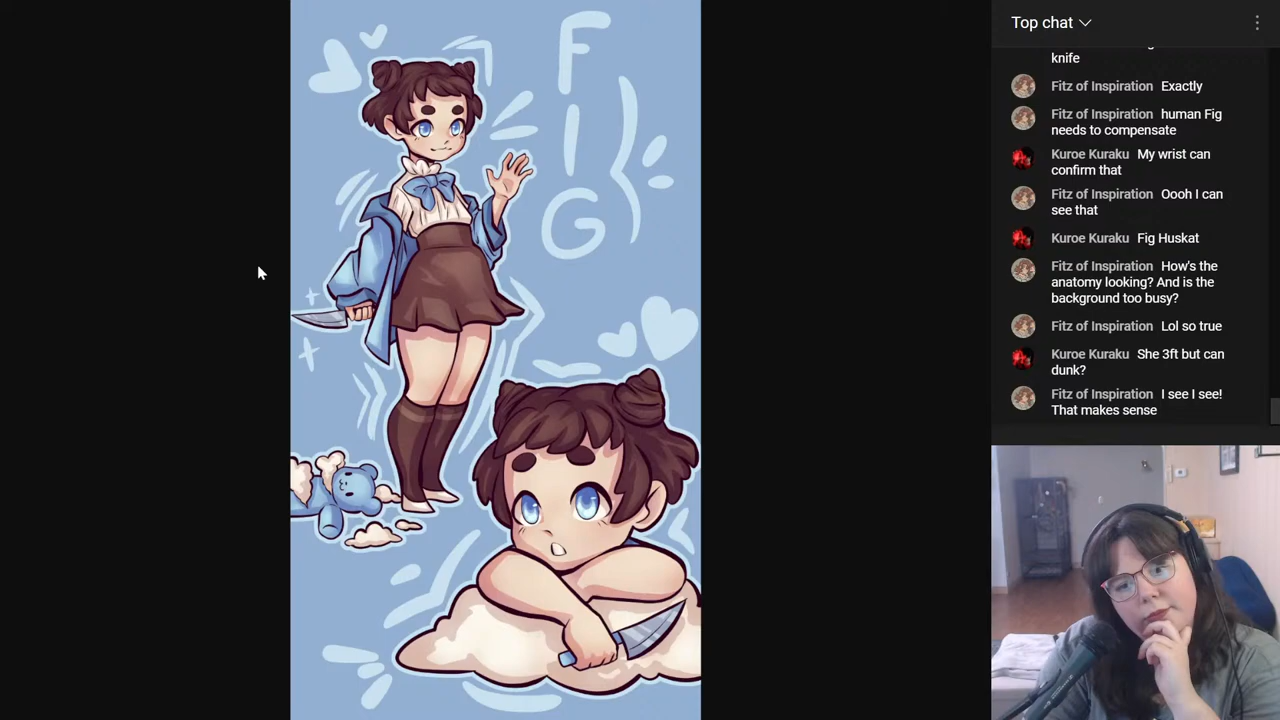 FIG
Top chat
knife
Fitz of Inspiration Exactly
Fitz of Inspiration human Fig
needs to compensate
Kuroe Kuraku My wrist can
confirm that
Fitz of Inspiration Oooh I can
see that
Kuroe Kuraku Fig Huskat
Fitz of Inspiration How's the
anatomy looking? And is the
background too busy?
Fitz of Inspiration Lol so true
Kuroe Kuraku She 3ft but can
dunk?
Fitz of Inspiration I see I see!
That makes sense